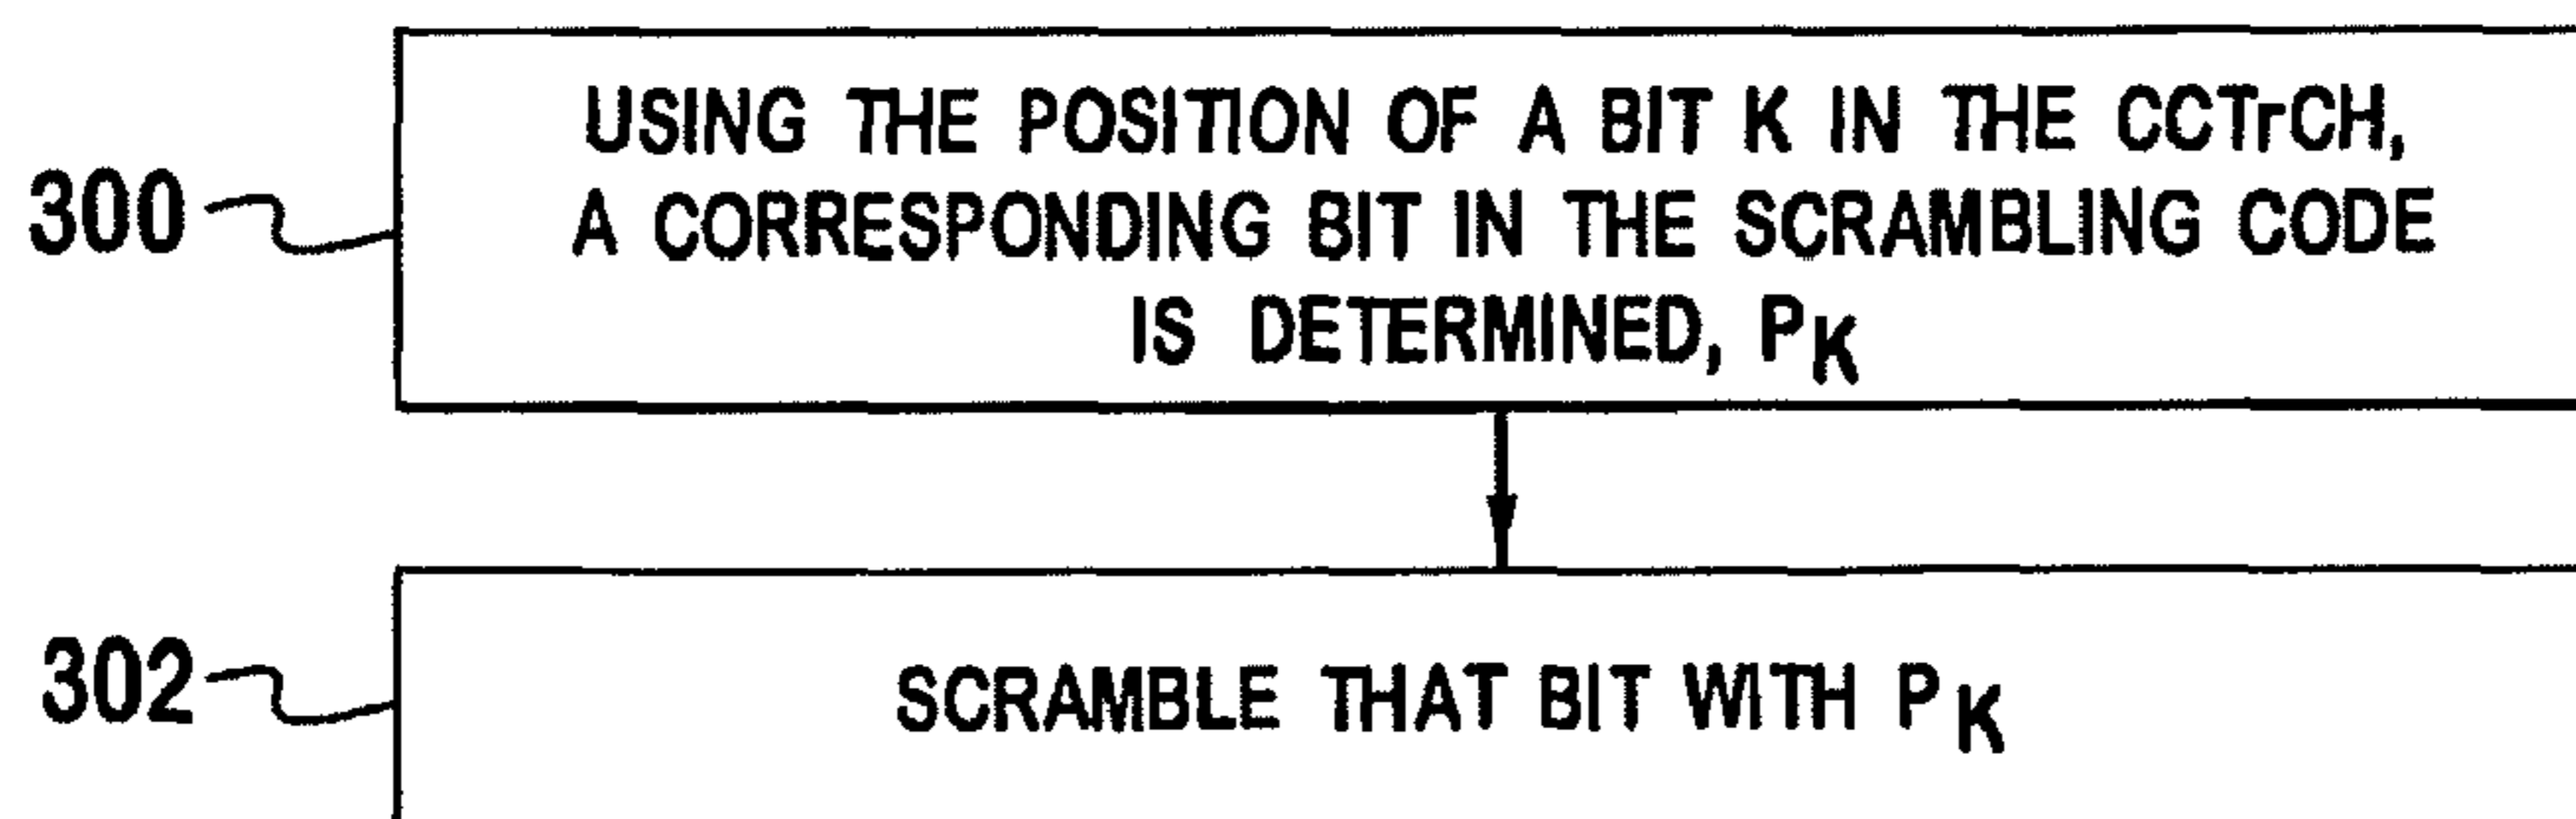 300
USING THE POSITION OF A BIT K IN THE CCTrCH,
A CORRESPONDING BIT IN THE SCRAMBLING CODE
IS DETERMINED, PK
302
SCRAMBLE THAT BIT WITH PK